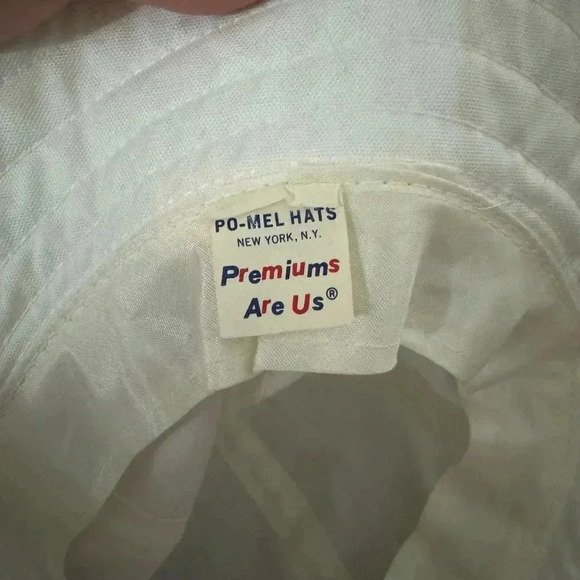 PO-MEL HATS
NEW YORK, N.Y.
Premiums
Are Us®